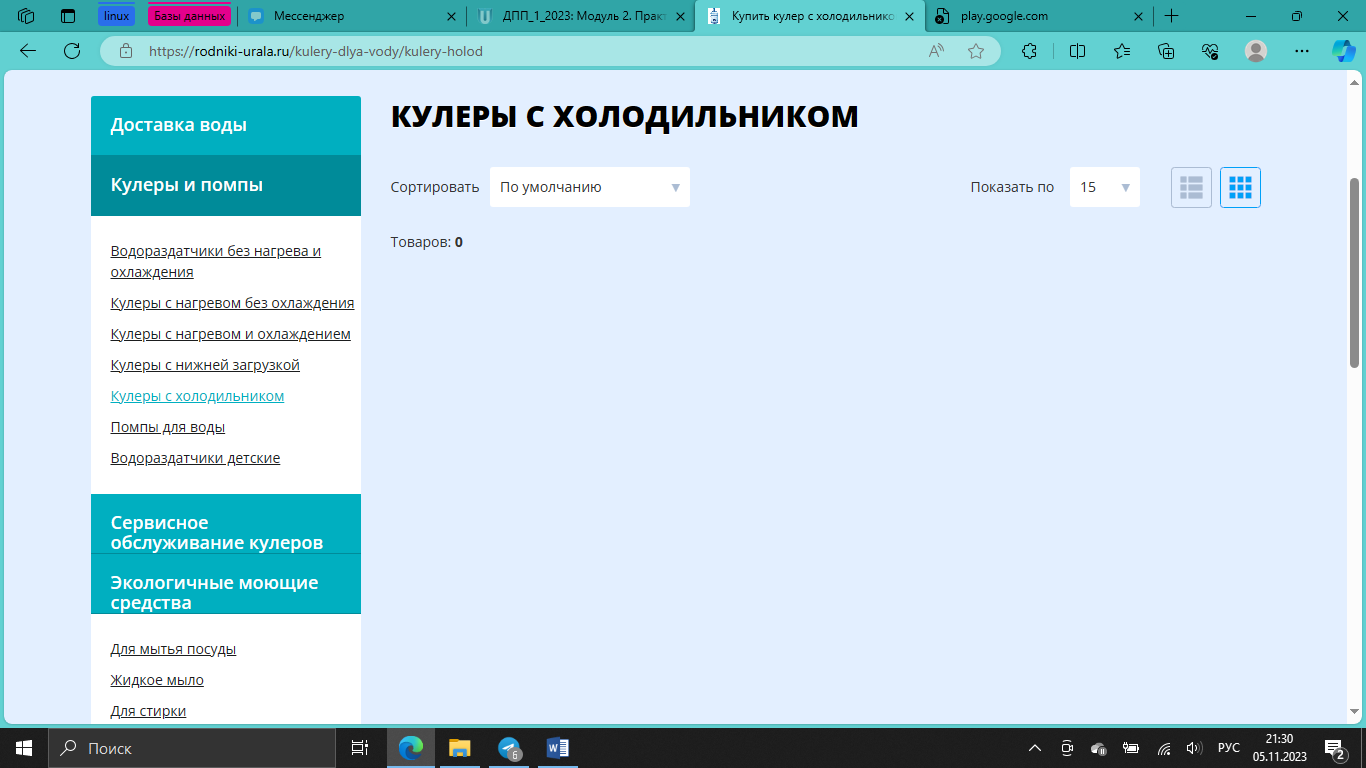 linux
Базы данных
Мессенджер
ДПП_1_2023: Модуль 2. Практ
Купить кулер с холодильнико
play.google.com
https://rodniki-urala.ru/kulery-dlya-vody/kulery-holod
Доставка воды
Кулеры и помпы
Водораздатчики без нагрева и
охлаждения
Кулеры с нагревом без охлаждения
Кулеры с нагревом и охлаждением
Кулеры с нижней загрузкой
Кулеры с холодильником
Помпы для воды
Водораздатчики детские
Сервисное
обслуживание кулеров
Экологичные моющие
средства
Для мытья посуды
Жидкое мыло
Для стирки
КУЛЕРЫ С ХОЛОДИЛЬНИКОМ
Сортировать По умолчанию Показать по 15
Товаров: 0
Поиск
6
РУС
21:30
05.11.2023
2